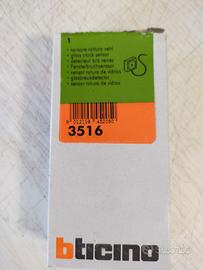 1
• sensore rottura vetri
• glass crack sensor
• détecteur bris verres
• Fensterbruchsensor
• sensor rotura de vidrios
• glasbreukdetector
• sensor rotura de vidros
3516
bticino